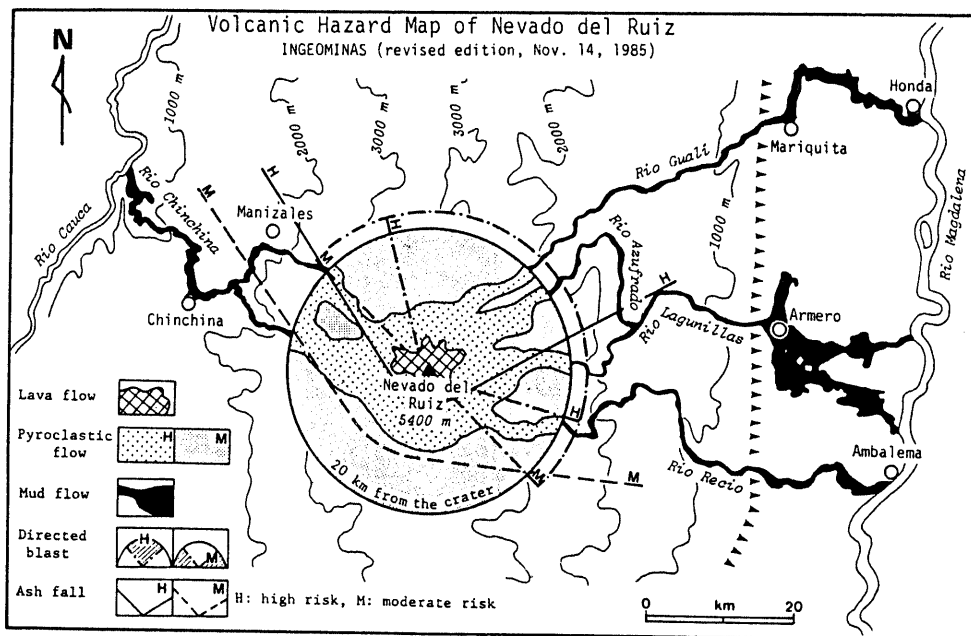 Volcanic Hazard Map of Nevado del Ruiz
INGEOMINAS (revised edition, Nov. 14, 1985)
N
1000 m
2000 m
3000 m
3000 m
2000 m
Honda
Mariquita
Rio Guali
Rio Chinchina
Rio Cauca
M
H
Manizales
M
H
Rio Azufrado
1000 m
Rio Magdalena
H
Rio Lagunillas
Armero
Chinchina
Nevado del
Ruiz
5400 m
H
M
M
20 km from the crater
Rio Recio
Ambalema
Lava flow
Pyroclastic
flow
H
M
Mud flow
Directed
blast
H
M
Ash fall
H
M
H: high risk, M: moderate risk
0
km
20